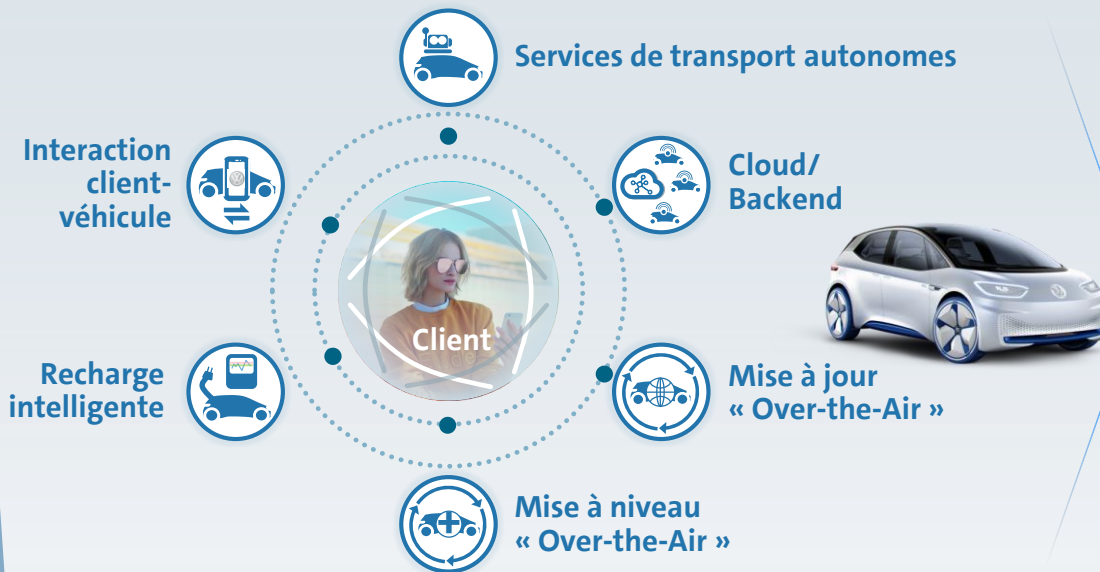 Services de transport autonomes
Interaction
client-
véhicule
Cloud/
Backend
Client
Recharge
intelligente
Mise à jour
« Over-the-Air »
Mise à niveau
« Over-the-Air »